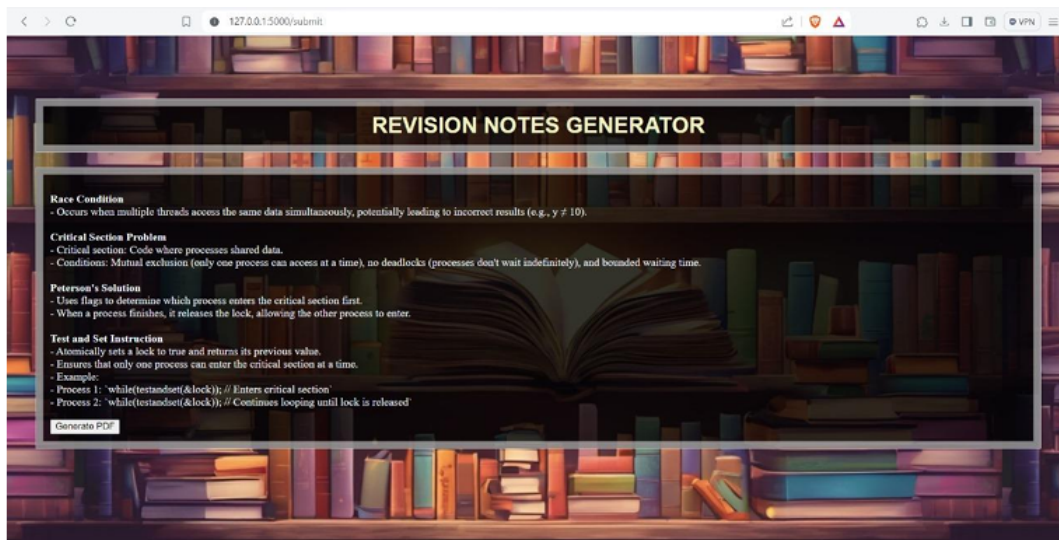 127.0.0.1:5000/submit
VPN
REVISION NOTES GENERATOR
Race Condition
- Occurs when multiple threads access the same data simultaneously, potentially leading to incorrect results (e.g., y ≠ 10).
Critical Section Problem
- Critical section: Code where processes shared data.
- Conditions: Mutual exclusion (only one process can access at a time), no deadlocks (processes don't wait indefinitely), and bounded waiting time.
Peterson's Solution
- Uses flags to determine which process enters the critical section first.
- When a process finishes, it releases the lock, allowing the other process to enter.
Test and Set Instruction
- Atomically sets a lock to true and returns its previous value.
- Ensures that only one process can enter the critical section at a time.
- Example:
- Process 1: `while(testandset(&lock)); // Enters critical section`
- Process 2: `while(testandset(&lock)); // Continues looping until lock is released`
Generate PDF